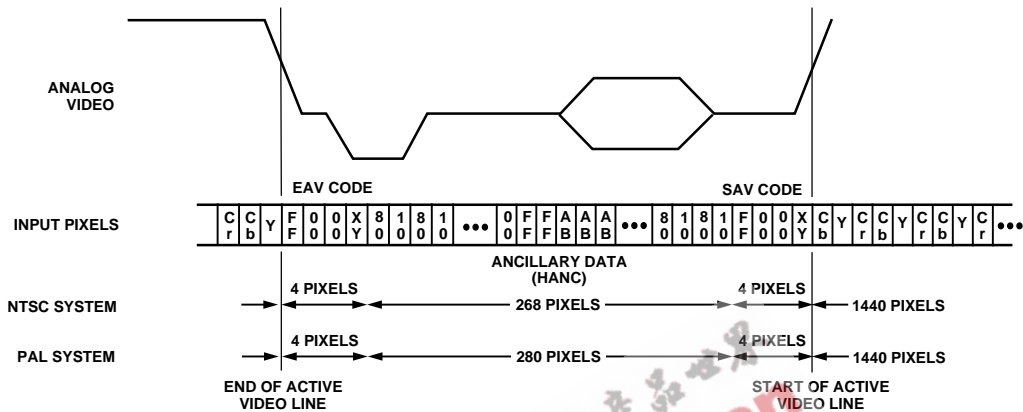 ANALOG
VIDEO
EAV CODE
SAV CODE
INPUT PIXELS
C r C b Y F F 0 0 0 0 X Y 8 0 1 0 8 0 1 0 ••• 0 0 F F F F A B A B A B ••• 8 0 1 0 8 0 1 0 F F 0 0 0 0 X Y C b Y C r C b Y C r C b Y C r •••
ANCILLARY DATA
(HANC)
NTSC SYSTEM 4 PIXELS 268 PIXELS 4 PIXELS 1440 PIXELS
PAL SYSTEM 4 PIXELS 280 PIXELS 4 PIXELS 1440 PIXELS
END OF ACTIVE
VIDEO LINE
START OF ACTIVE
VIDEO LINE